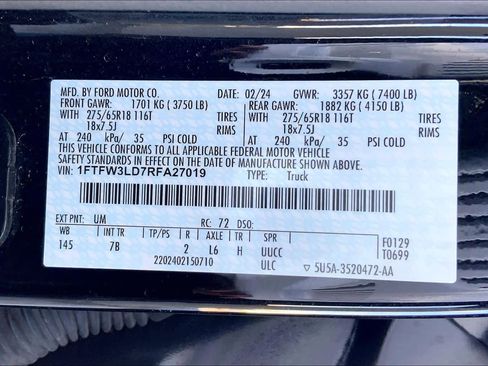 MFD. BY FORD MOTOR CO. DATE: 02/24 GVWR: 3357 KG ( 7400 LB)
FRONT GAWR: 1701 KG ( 3750 LB) REAR GAWR: 1882 KG ( 4150 LB)
WITH 275/65R18 116T TIRES WITH 275/65R18 116T TIRES
18x7.5J RIMS 18x7.5J RIMS
AT 240 kPa/ 35 PSI COLD AT 240 kPa/ 35 PSI COLD
THIS VEHICLE CONFORMS TO ALL APPLICABLE FEDERAL MOTOR VEHICLE
SAFETY AND THEFT PREVENTION STANDARDS IN EFFECT ON THE DATE OF MANUFACTURE SHOWN ABOVE.
VIN: 1FTFW3LD7RFA27019 TYPE: Truck
EXT PNT: UM RC: 72 DSO:
WB BRK INT TR TP/PS R AXLE TR SPR F0129
145 7B 2 L6 H UUCC T0699
2202402150710 ULC ▽ 5U5A-3520472-AA